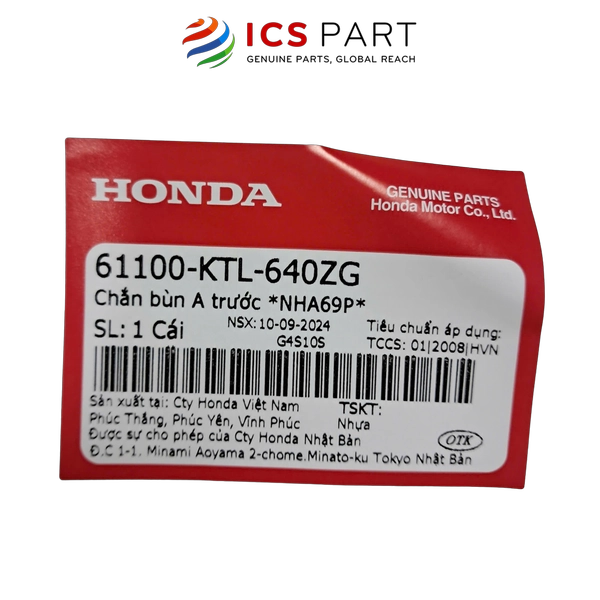 ICS PART
GENUINE PARTS, GLOBAL REACH
HONDA
GENUINE PARTS
Honda Motor Co., Ltd.
61100-KTL-640ZG
Chắn bùn A trước *NHA69P*
SL: 1 Cái
NSX: 10-09-2024
G4S10S
Tiêu chuẩn áp dụng:
TCCS: 01|2008|HVN
Sản xuất tại: Cty Honda Việt Nam
Phúc Thắng, Phúc Yên, Vĩnh Phúc
TSKT:
Nhựa
Được sự cho phép của Cty Honda Nhật Bản
OTK
Đ.C 1-1. Minami Aoyama 2-chome.Minato-ku Tokyo Nhật Bản